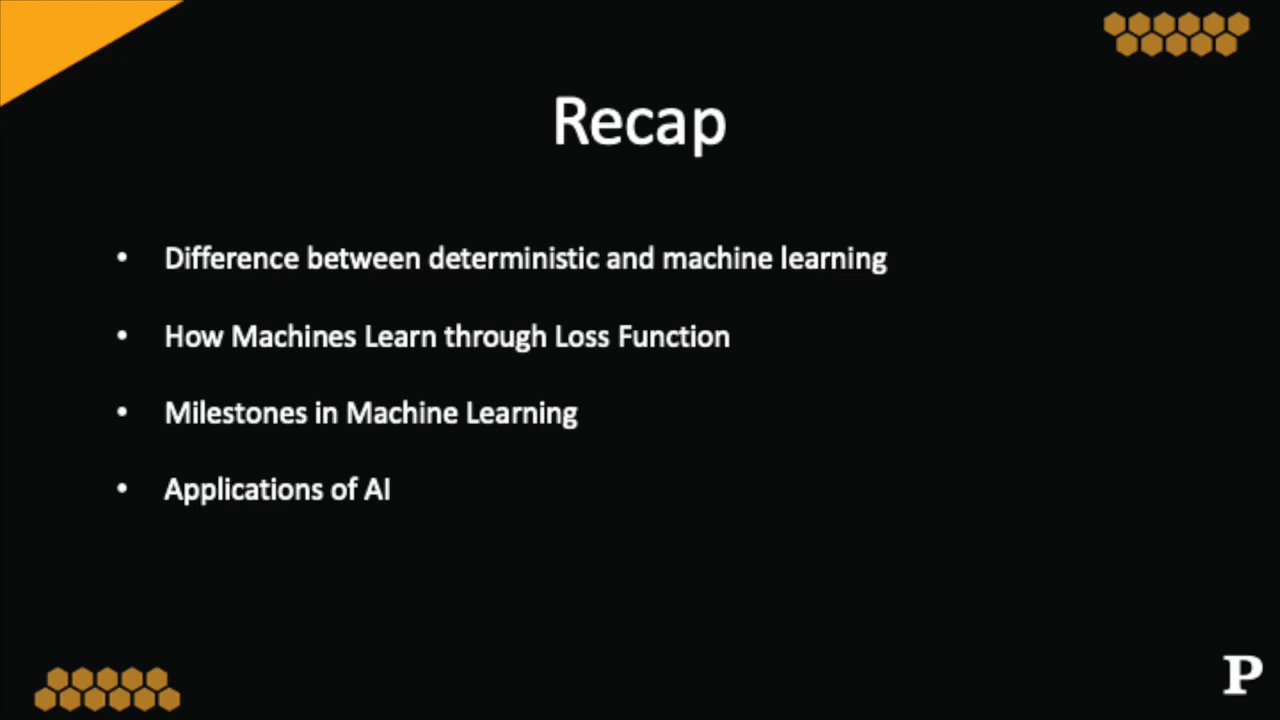 Recap
• Difference between deterministic and machine learning
• How Machines Learn through Loss Function
• Milestones in Machine Learning
• Applications of AI
P